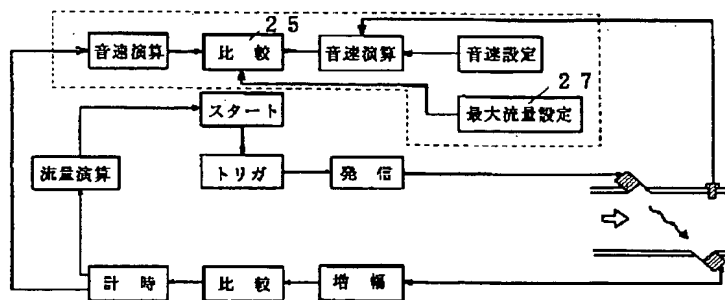 25
音速演算
比較
音速演算
音速設定
27
最大流量設定
スタート
流量演算
トリガ
発信
計時
比較
増幅